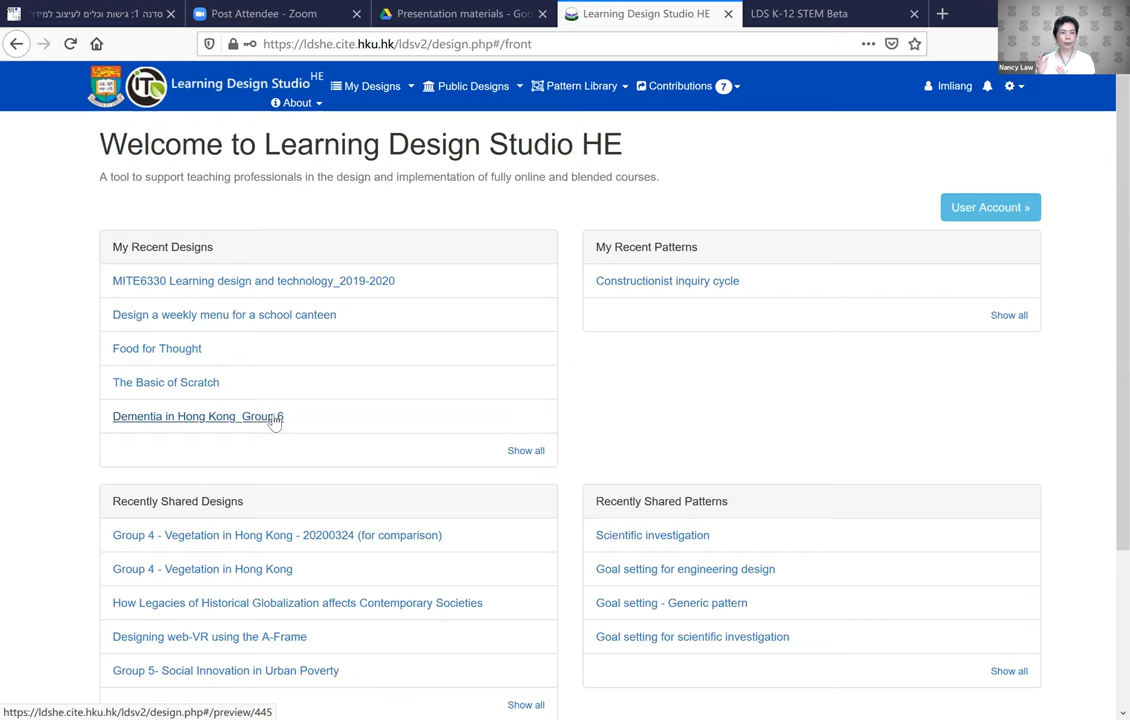 סדנה 1: גישות וכלים לעיצוב למידה
Post Attendee - Zoom
Presentation materials - Goo
Learning Design Studio HE
LDS K-12 STEM Beta
https://ldshe.cite.hku.hk/ldsv2/design.php#/front
Nancy Law
Learning Design Studio HE
My Designs
Public Designs
Pattern Library
Contributions 7
lmliang
About
Welcome to Learning Design Studio HE
A tool to support teaching professionals in the design and implementation of fully online and blended courses.
User Account »
My Recent Designs
MITE6330 Learning design and technology_2019-2020
Design a weekly menu for a school canteen
Food for Thought
The Basic of Scratch
Dementia in Hong Kong_Group 6
Show all
My Recent Patterns
Constructionist inquiry cycle
Show all
Recently Shared Designs
Group 4 - Vegetation in Hong Kong - 20200324 (for comparison)
Group 4 - Vegetation in Hong Kong
How Legacies of Historical Globalization affects Contemporary Societies
Designing web-VR using the A-Frame
Group 5- Social Innovation in Urban Poverty
Show all
Recently Shared Patterns
Scientific investigation
Goal setting for engineering design
Goal setting - Generic pattern
Goal setting for scientific investigation
Show all
https://ldshe.cite.hku.hk/ldsv2/design.php#/preview/445